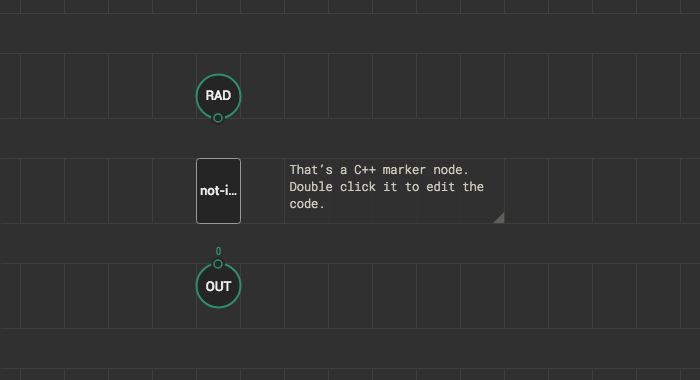 RAD
not-i...
That's a C++ marker node.
Double click it to edit the
code.
0
OUT